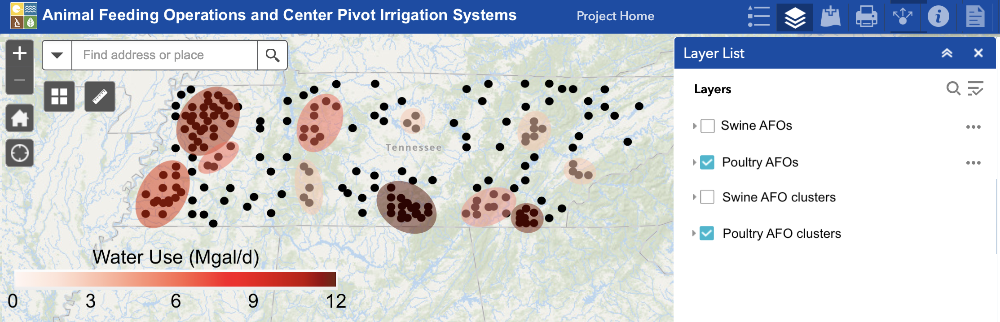 Animal Feeding Operations and Center Pivot Irrigation Systems
Project Home
Find address or place
Layer List
Layers
Swine AFOs
Poultry AFOs
Swine AFO clusters
Poultry AFO clusters
Tennessee
Water Use (Mgal/d)
0 3 6 9 12